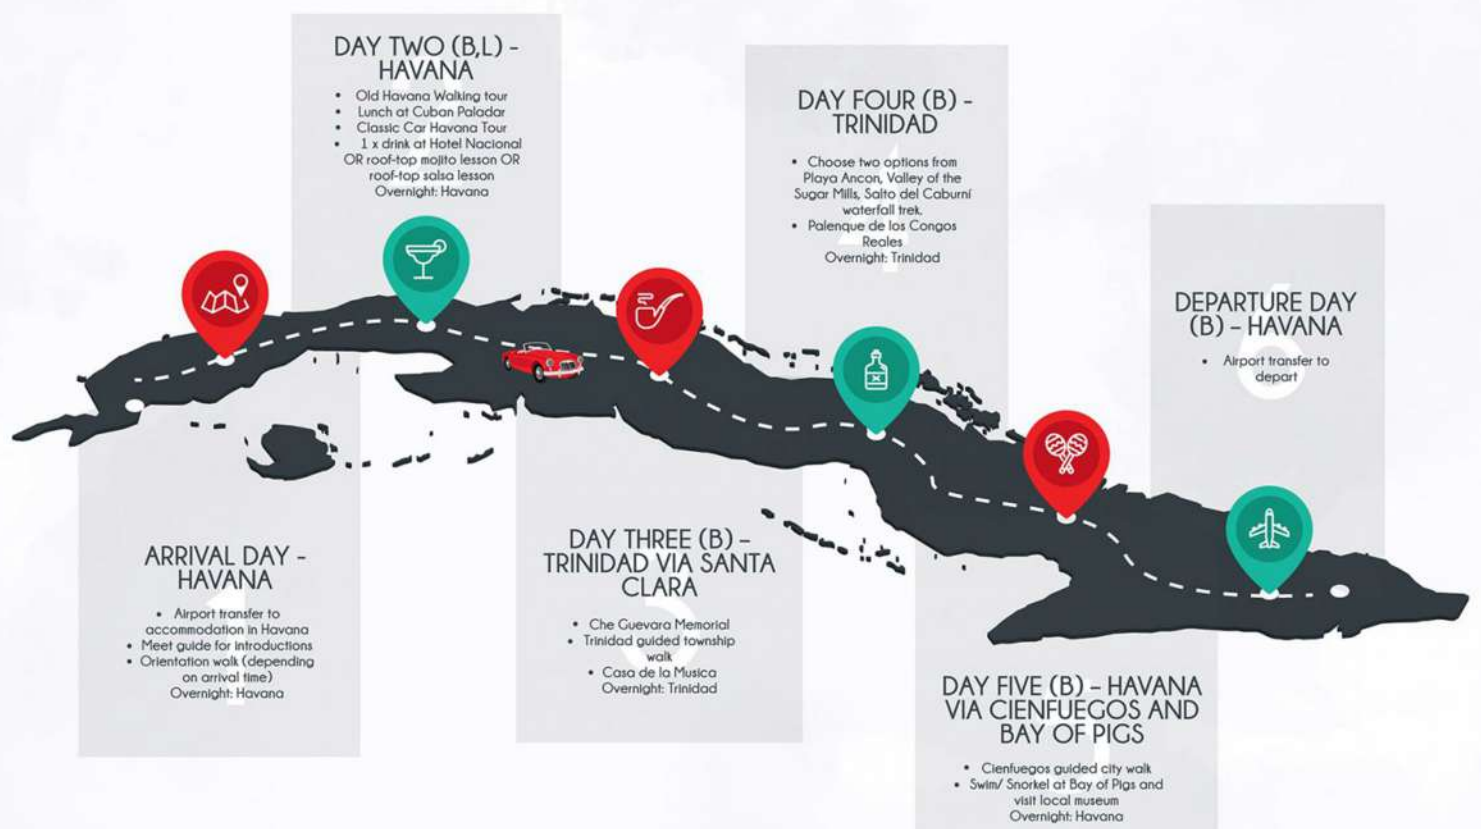 DAY TWO (B,L) -
HAVANA
• Old Havana Walking tour
• Lunch at Cuban Paladar
• Classic Car Havana Tour
• 1 x drink at Hotel Nacional
OR roof-top mojito lesson OR
roof-top salsa lesson
Overnight: Havana
DAY FOUR (B) -
TRINIDAD
• Choose two options from
Playa Ancon, Valley of the
Sugar Mills, Salto del Caburní
waterfall trek.
• Palenque de los Congos
Reales
Overnight: Trinidad
4
DEPARTURE DAY
(B) – HAVANA
• Airport transfer to
depart
6
ARRIVAL DAY -
HAVANA
• Airport transfer to
accommodation in Havana
• Meet guide for introductions
• Orientation walk (depending
on arrival time)
Overnight: Havana
1
DAY THREE (B) –
TRINIDAD VIA SANTA
CLARA
• Che Guevara Memorial
• Trinidad guided township
walk
• Casa de la Musica
Overnight: Trinidad
3
DAY FIVE (B) – HAVANA
VIA CIENFUEGOS AND
BAY OF PIGS
• Cienfuegos guided city walk
• Swim/ Snorkel at Bay of Pigs and
visit local museum
Overnight: Havana
5